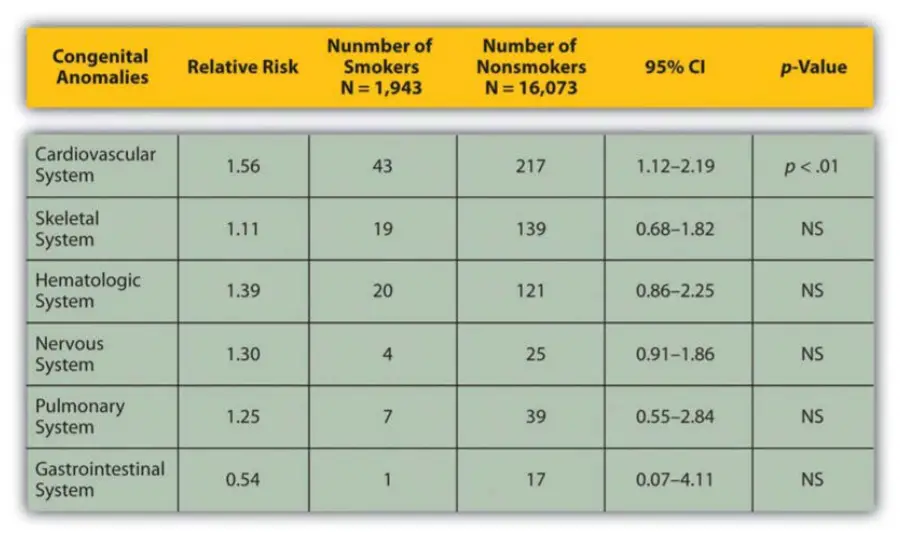 Congenital Anomalies
Relative Risk
Nunmber of Smokers N = 1,943
Number of Nonsmokers N = 16,073
95% CI
p-Value
Cardiovascular System 1.56 43 217 1.12–2.19 p < .01
Skeletal System 1.11 19 139 0.68–1.82 NS
Hematologic System 1.39 20 121 0.86–2.25 NS
Nervous System 1.30 4 25 0.91–1.86 NS
Pulmonary System 1.25 7 39 0.55–2.84 NS
Gastrointestinal System 0.54 1 17 0.07–4.11 NS